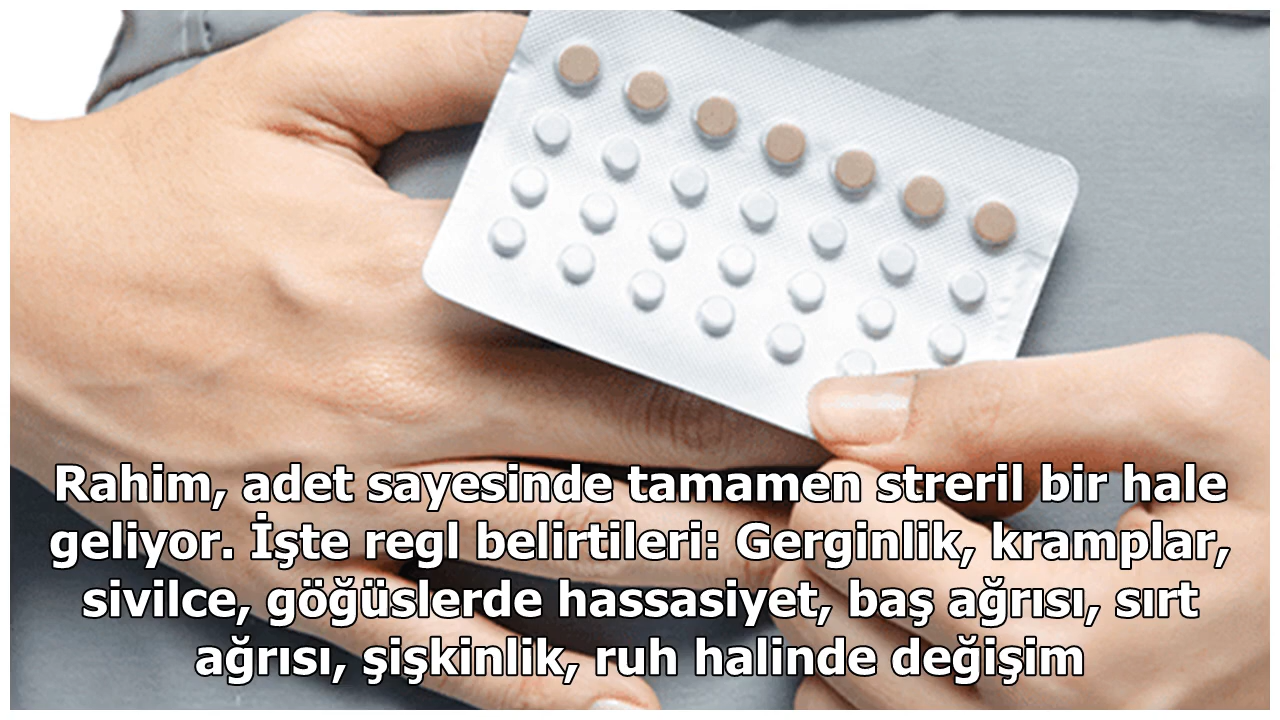 Rahim, adet sayesinde tamamen streril bir hale
geliyor. İşte regl belirtileri: Gerginlik, kramplar,
sivilce, göğüslerde hassasiyet, baş ağrısı, sırt
ağrısı, şişkinlik, ruh halinde değişim